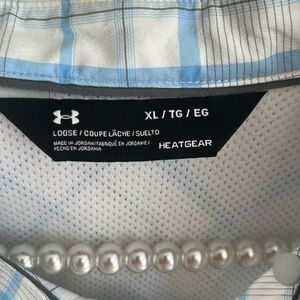 XL / TG / EG
LOOSE / COUPE LÂCHE / SUELTO
MADE IN JORDAN/FABRIQUÉ EN JORDANIE/
HECHO EN JORDANIA
HEATGEAR